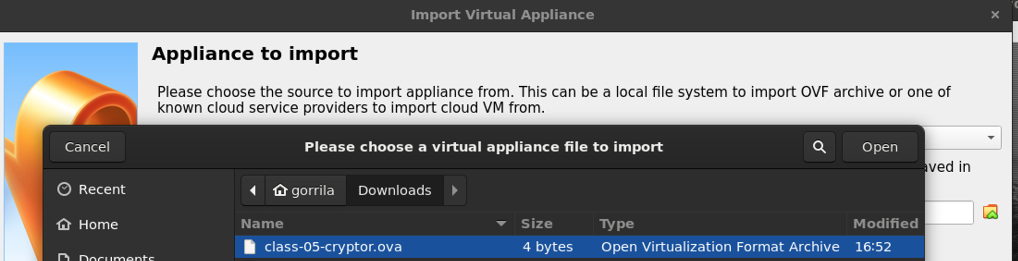 Import Virtual Appliance
Appliance to import
Please choose the source to import appliance from. This can be a local file system to import OVF archive or one of
known cloud service providers to import cloud VM from.
Cancel Please choose a virtual appliance file to import Open
in
Recent gorrila Downloads
Name Size Type Modified
Home class-05-cryptor.ova 4 bytes Open Virtualization Format Archive 16:52
Documents